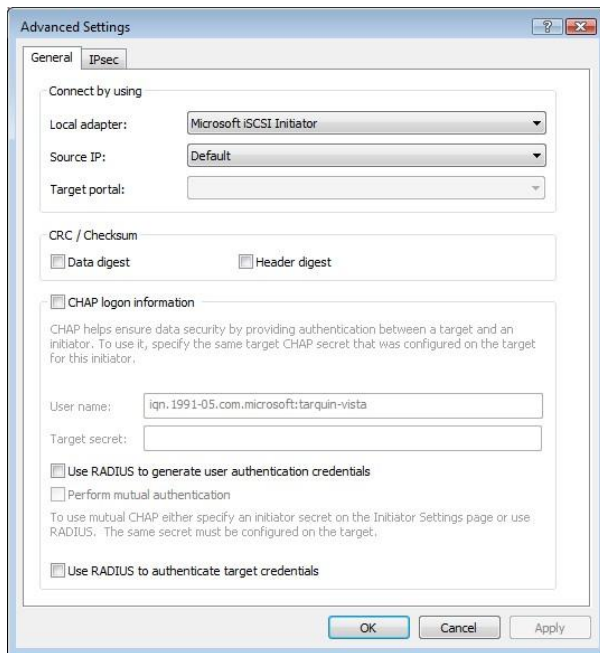 Advanced Settings
General
IPsec
Connect by using
Local adapter:
Microsoft iSCSI Initiator
Source IP:
Default
Target portal:
CRC / Checksum
Data digest
Header digest
CHAP logon information
CHAP helps ensure data security by providing authentication between a target and an
initiator. To use it, specify the same target CHAP secret that was configured on the target
for this initiator.
User name:
iqn.1991-05.com.microsoft:tarquin-vista
Target secret:
Use RADIUS to generate user authentication credentials
Perform mutual authentication
To use mutual CHAP either specify an initiator secret on the Initiator Settings page or use
RADIUS. The same secret must be configured on the target.
Use RADIUS to authenticate target credentials
OK
Cancel
Apply